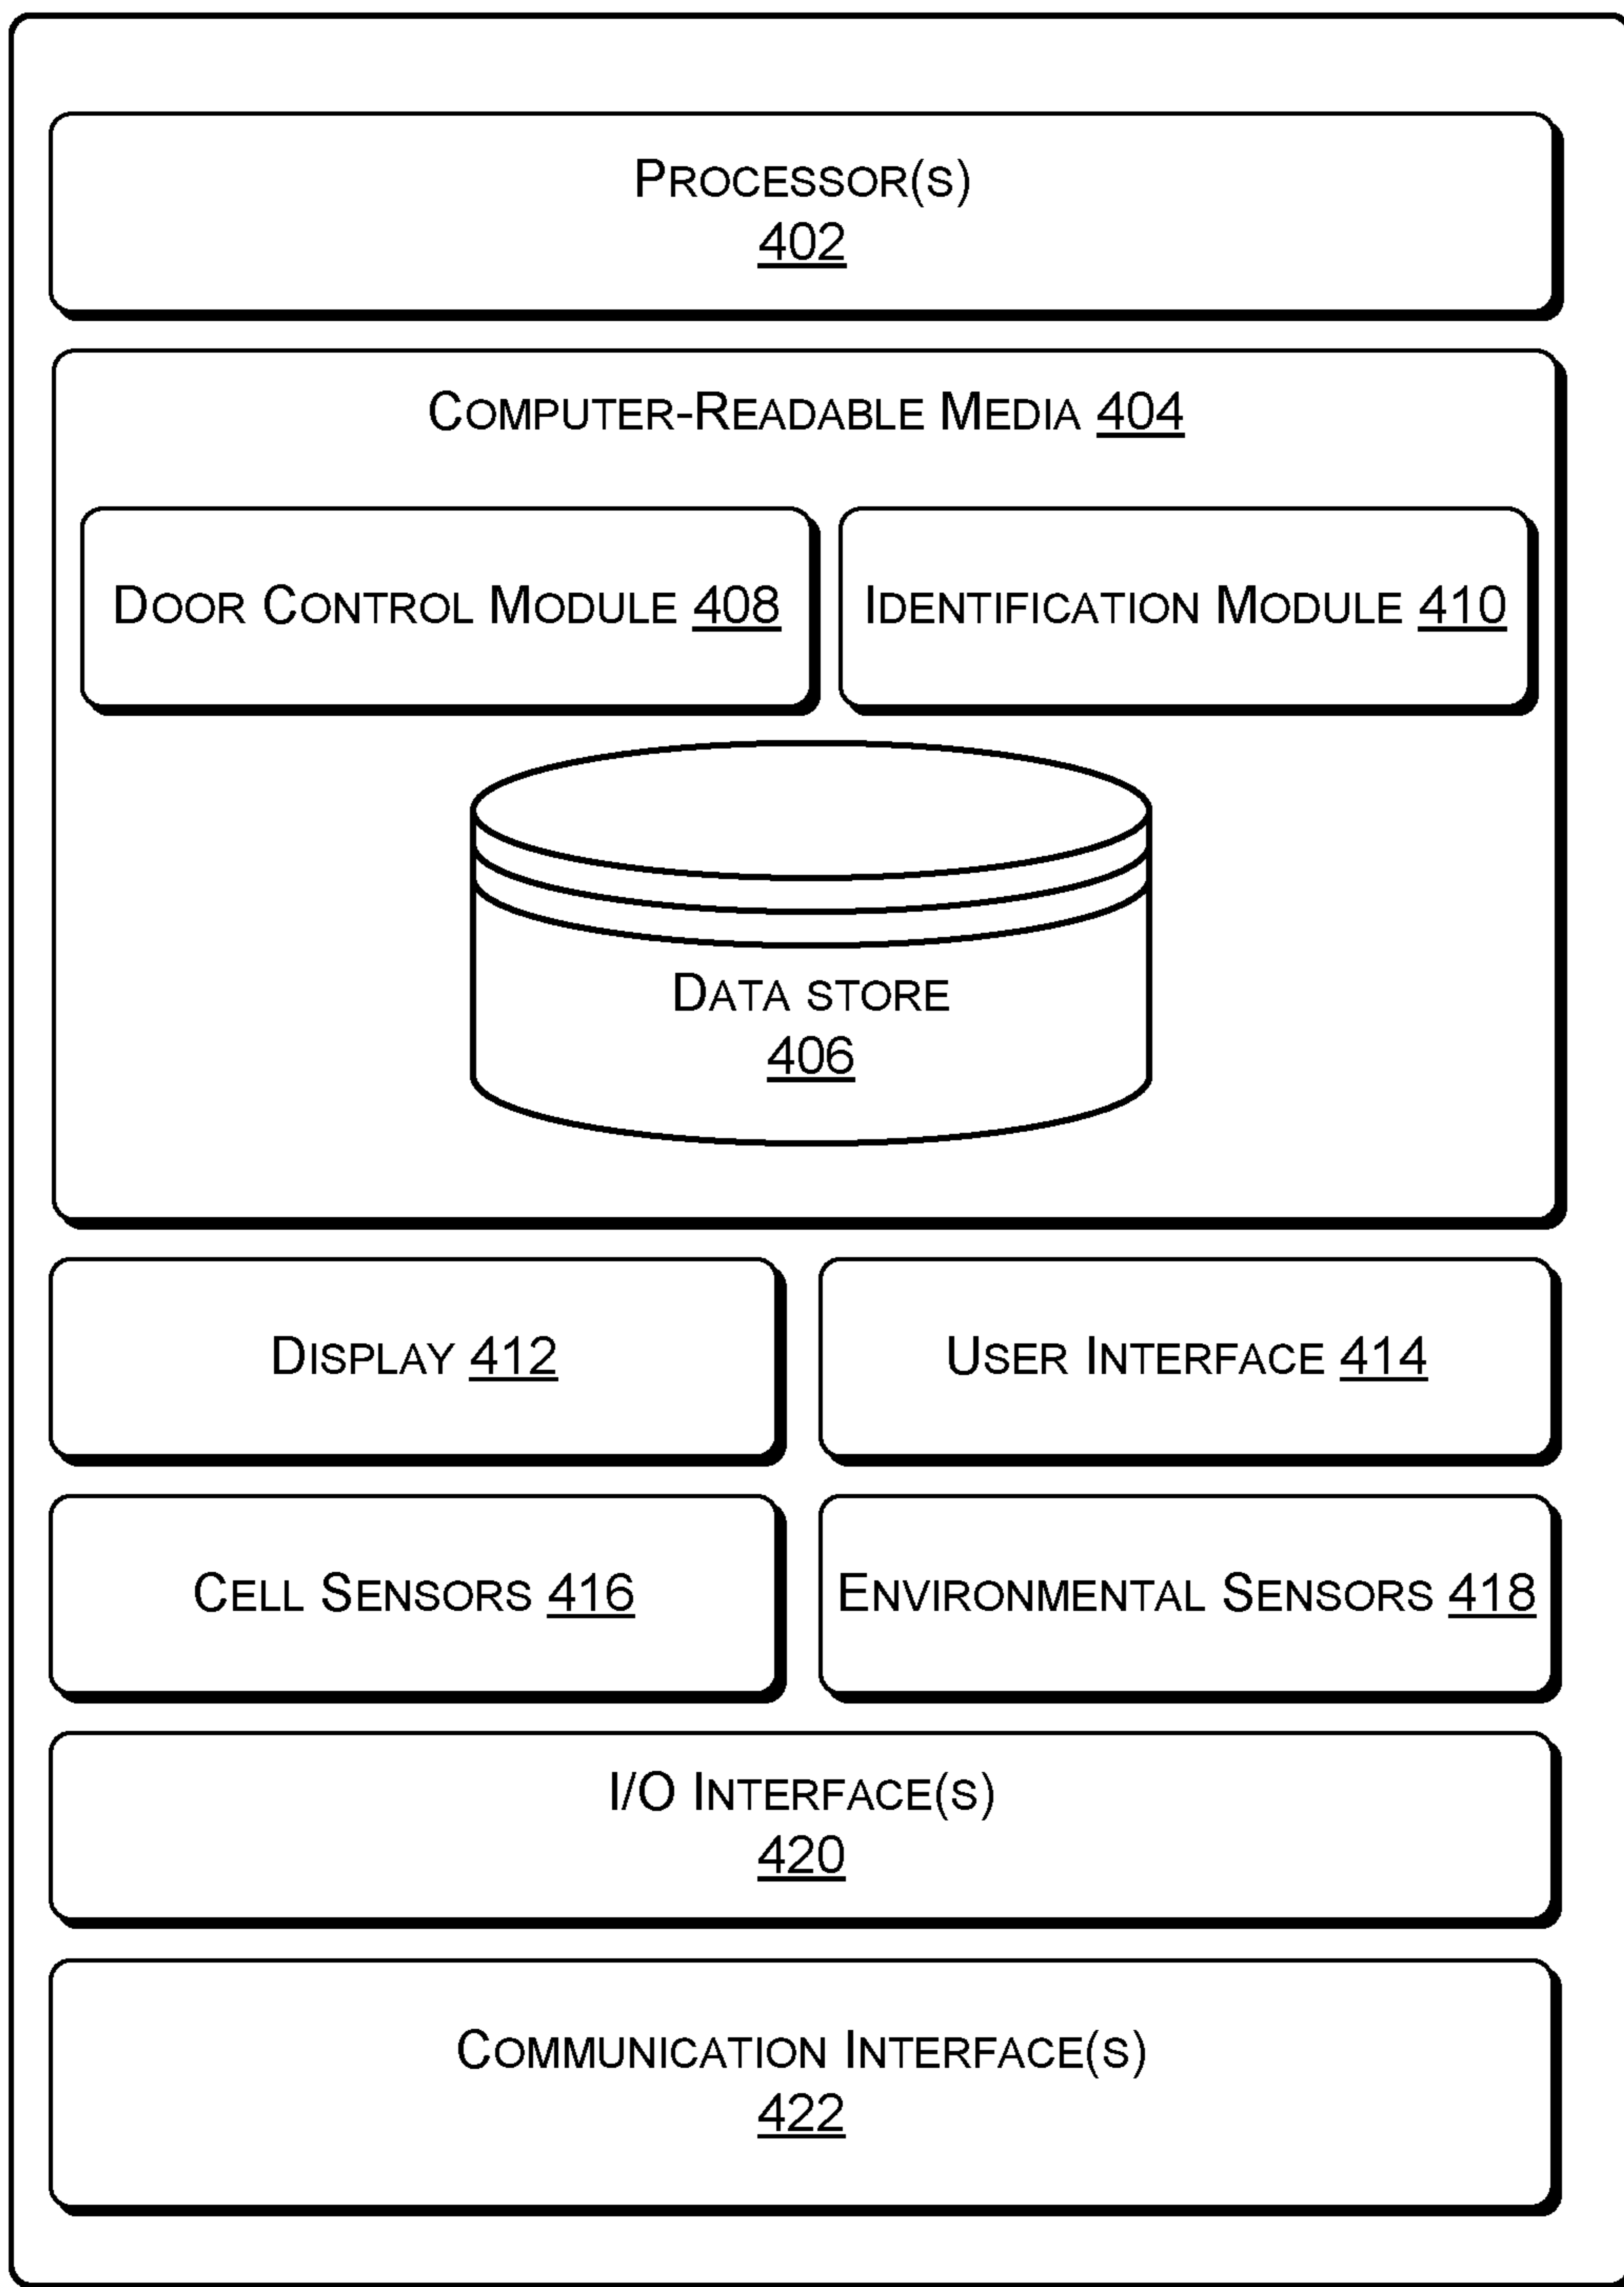 PROCESSOR(S)
402
COMPUTER-READABLE MEDIA 404
DOOR CONTROL MODULE 408
IDENTIFICATION MODULE 410
DATA STORE
406
DISPLAY 412
USER INTERFACE 414
CELL SENSORS 416
ENVIRONMENTAL SENSORS 418
I/O INTERFACE(S)
420
COMMUNICATION INTERFACE(S)
422